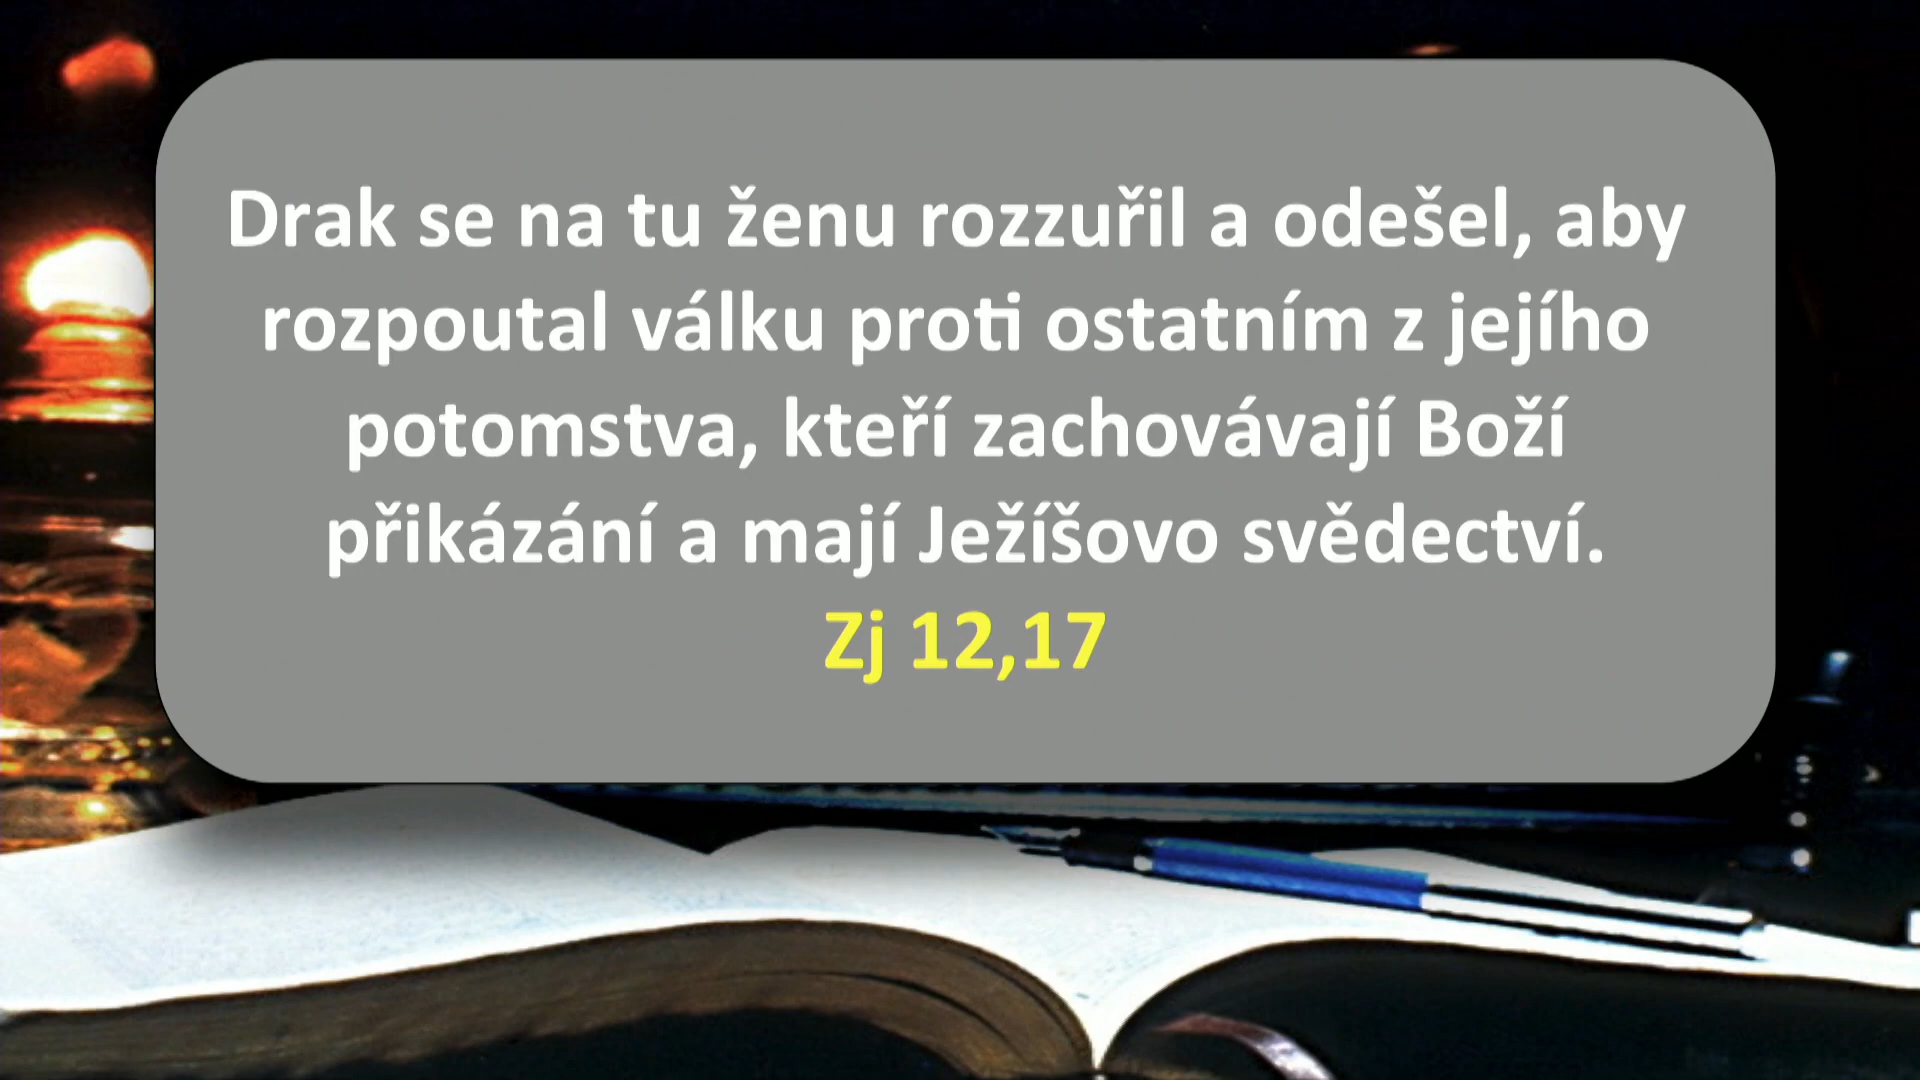 Drak se na tu ženu rozzuřil a odešel, aby
rozpoutal válku proti ostatním z jejího
potomstva, kteří zachovávají Boží
přikázání a mají Ježíšovo svědectví.
Zj 12,17